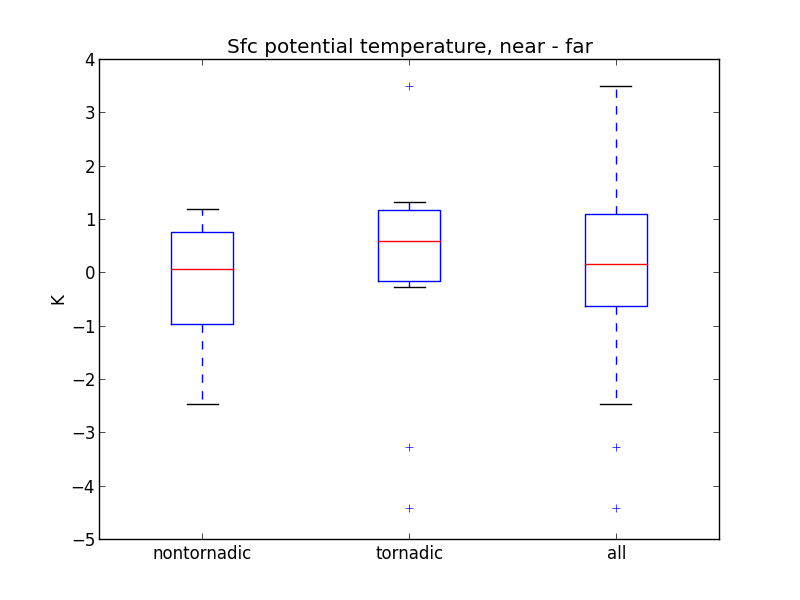 Sfc potential temperature, near - far
4
3
2
1
0
−1
−2
−3
−4
−5
K
nontornadic
tornadic
all